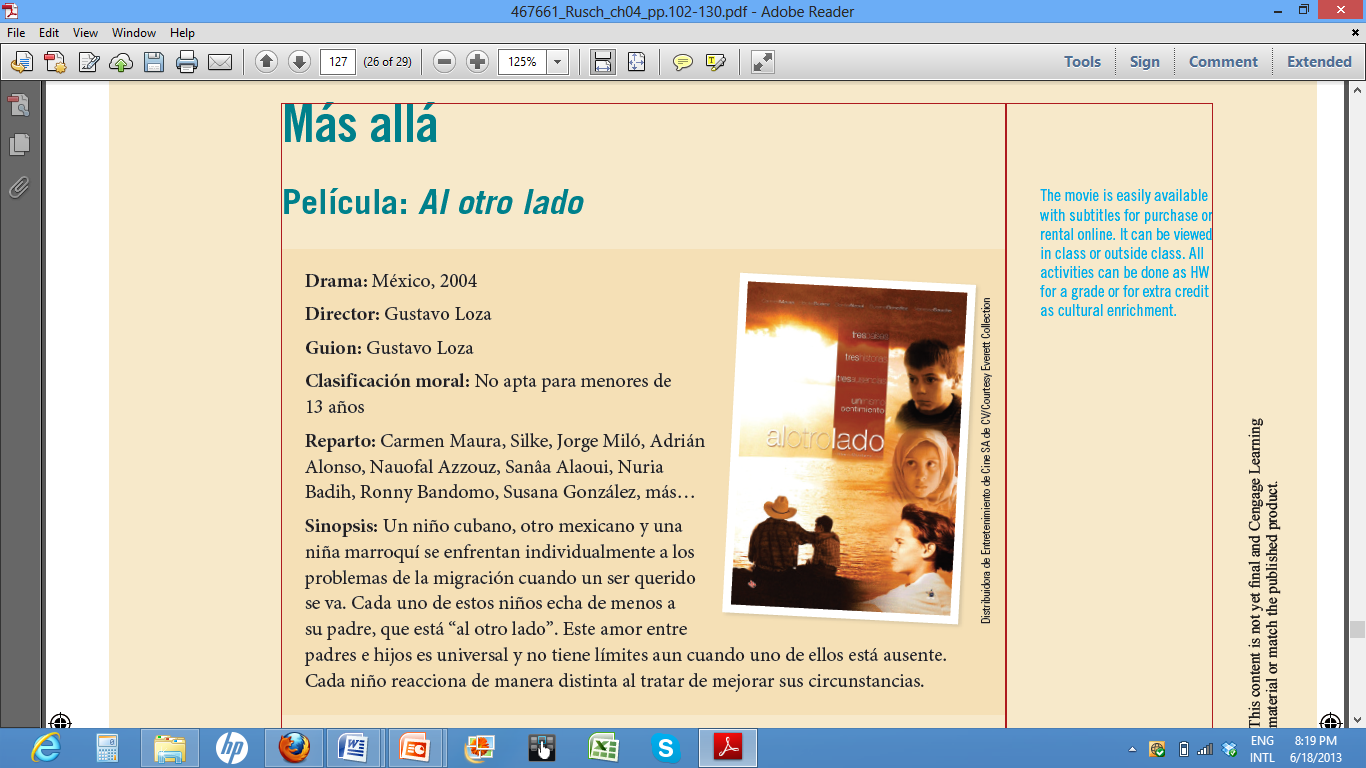 467661_Rusch_ch04_pp.102-130.pdf - Adobe Reader
File Edit View Window Help
127 (26 of 29) 125% Tools Sign Comment Extended
Más allá
Película: Al otro lado
Drama: México, 2004
Director: Gustavo Loza
Guion: Gustavo Loza
Clasificación moral: No apta para menores de
13 años
Reparto: Carmen Maura, Silke, Jorge Miló, Adrián
Alonso, Nauofal Azzouz, Sanâa Alaoui, Nuria
Badih, Ronny Bandomo, Susana González, más…
Sinopsis: Un niño cubano, otro mexicano y una
niña marroquí se enfrentan individualmente a los
problemas de la migración cuando un ser querido
se va. Cada uno de estos niños echa de menos a
su padre, que está “al otro lado”. Este amor entre
padres e hijos es universal y no tiene límites aun cuando uno de ellos está ausente.
Cada niño reacciona de manera distinta al tratar de mejorar sus circunstancias.
tres
tres
tres
un
sentimiento
alotrolado
Distribuidora de Entretenimiento de Cine SA de CV/Courtesy Everett Collection
The movie is easily available
with subtitles for purchase or
rental online. It can be viewed
in class or outside class. All
activities can be done as HW
for a grade or for extra credit
as cultural enrichment.
This content is not yet final and Cengage Learning
material or match the published product.
hp
ENG 8:19 PM
INTL 6/18/2013